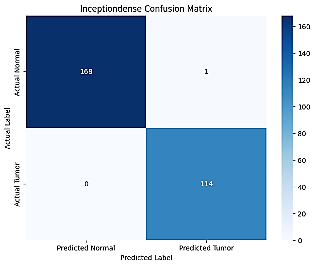 Inceptiondense Confusion Matrix
Actual Label
Actual Normal
168
1
Actual Tumor
0
114
Predicted Normal
Predicted Tumor
Predicted Label
160
140
120
100
80
60
40
20
0